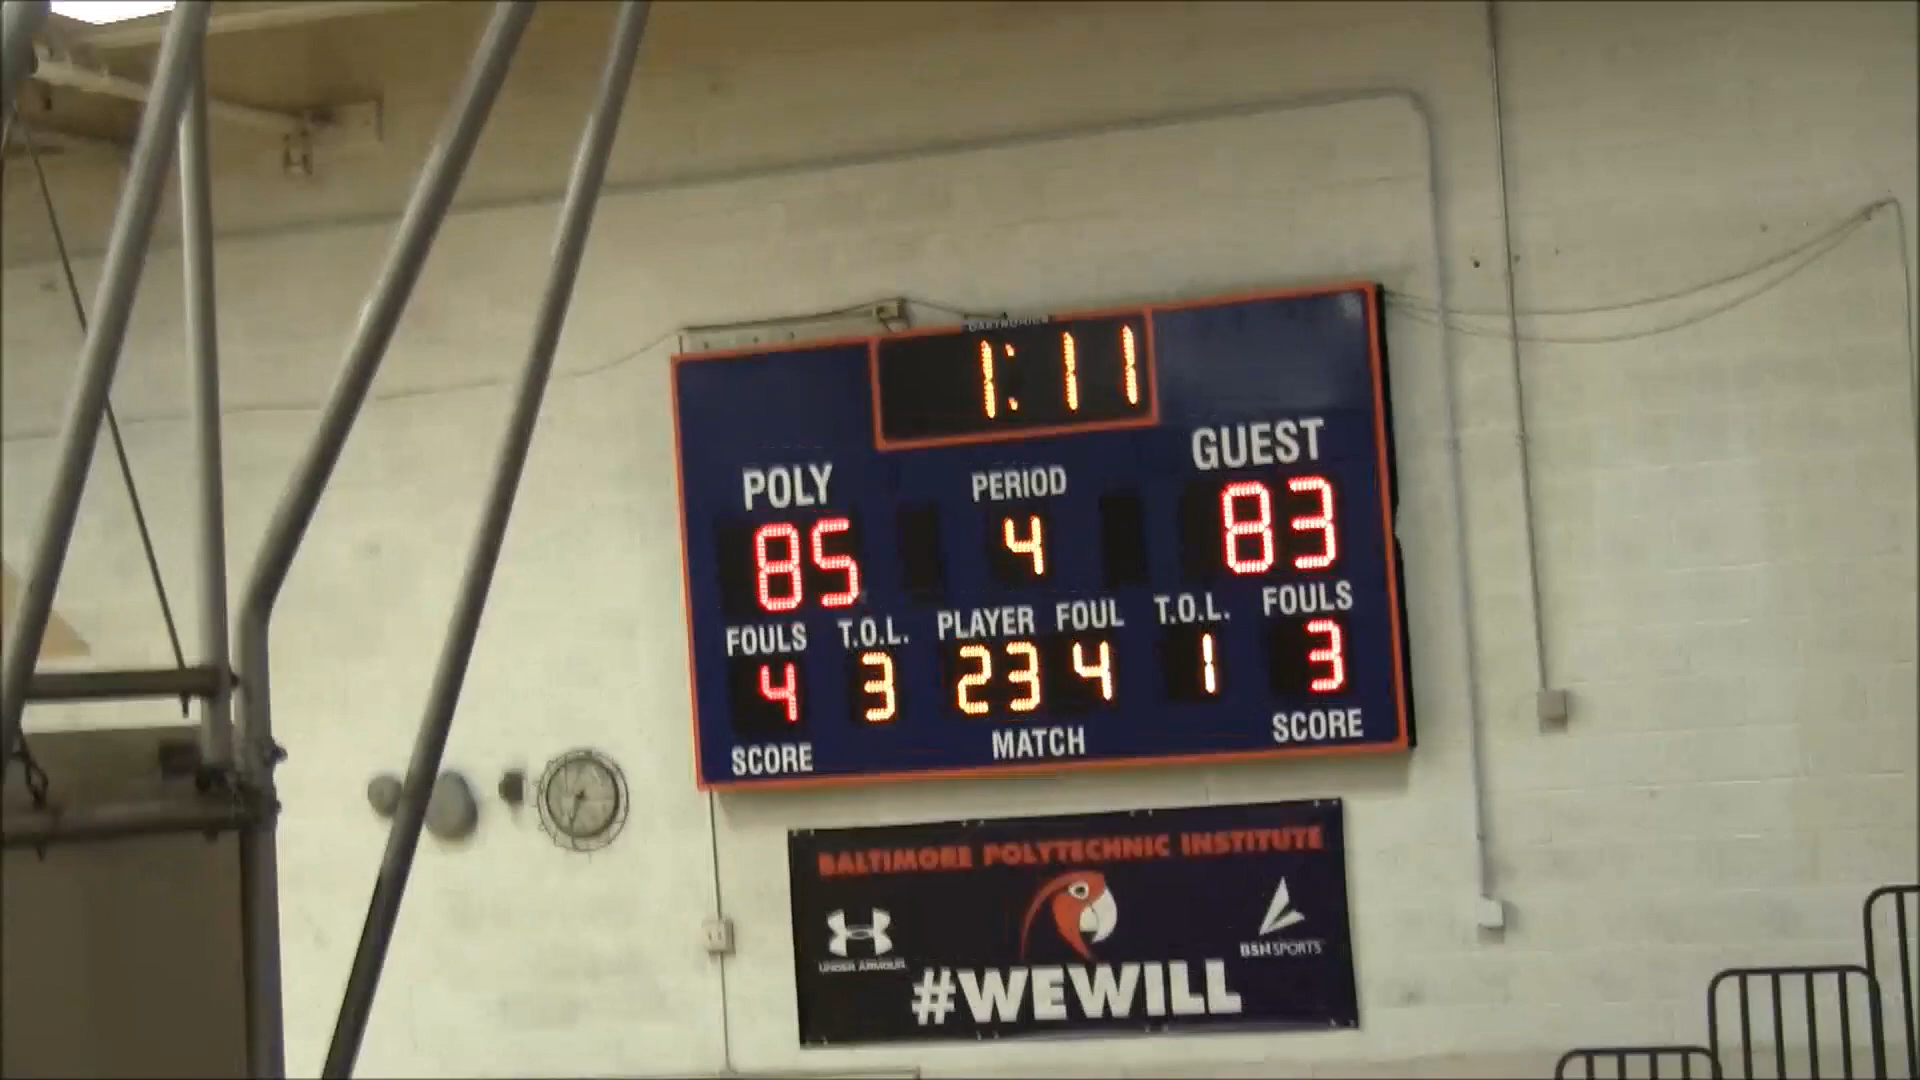 DAKTRONICS
1:11
POLY PERIOD GUEST
85 4 83
FOULS T.O.L. PLAYER FOUL T.O.L. FOULS
4 3 23 4 1 3
SCORE MATCH SCORE
BALTIMORE POLYTECHNIC INSTITUTE
UNDER ARMOUR
BSN SPORTS
#WEWILL